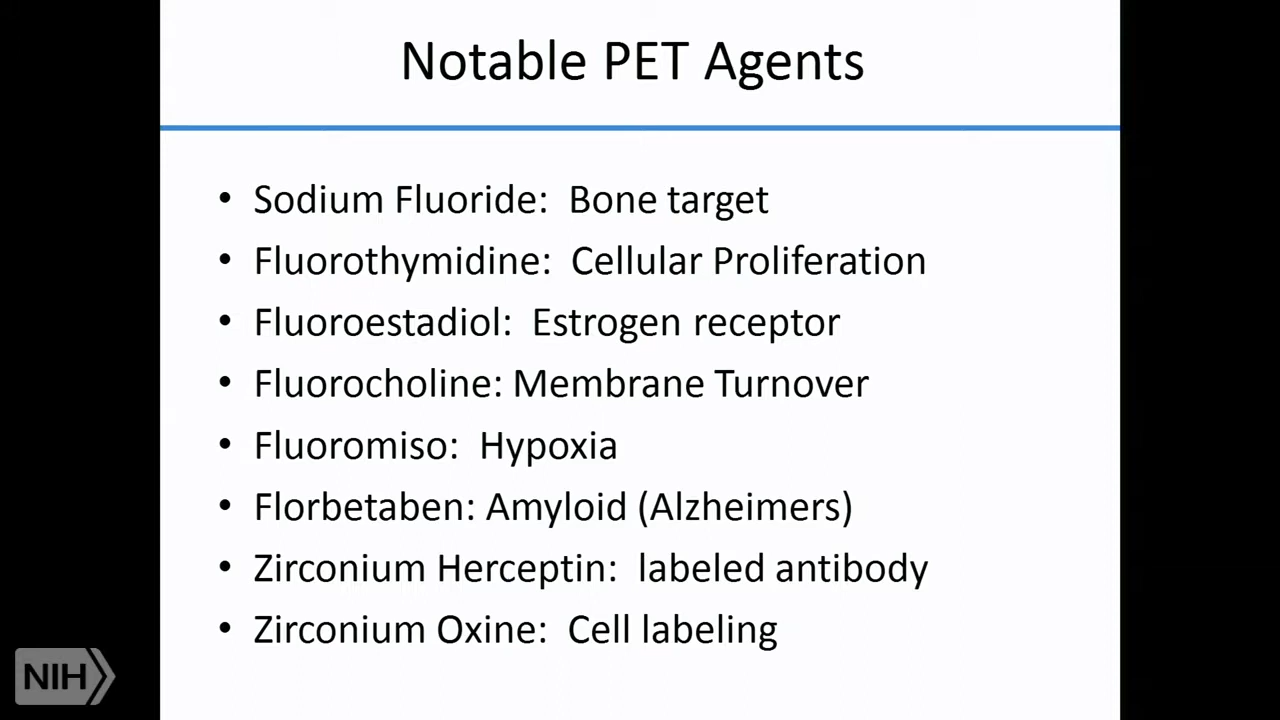 Notable PET Agents
• Sodium Fluoride:  Bone target
• Fluorothymidine:  Cellular Proliferation
• Fluoroestadiol:  Estrogen receptor
• Fluorocholine: Membrane Turnover
• Fluoromiso:  Hypoxia
• Florbetaben: Amyloid (Alzheimers)
• Zirconium Herceptin:  labeled antibody
• Zirconium Oxine:  Cell labeling
NIH